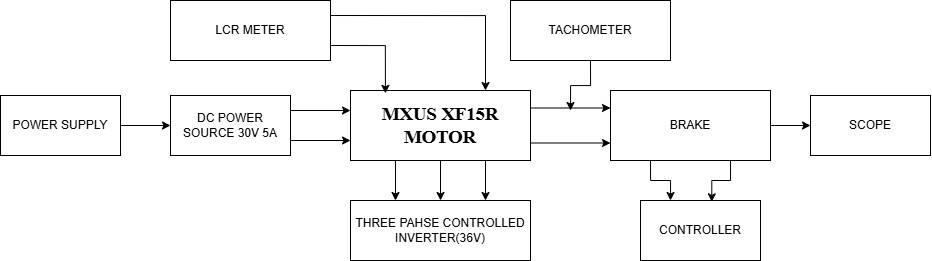 LCR METER
TACHOMETER
POWER SUPPLY
DC POWER
SOURCE 30V 5A
MXUS XF15R
MOTOR
BRAKE
SCOPE
THREE PAHSE CONTROLLED
INVERTER(36V)
CONTROLLER